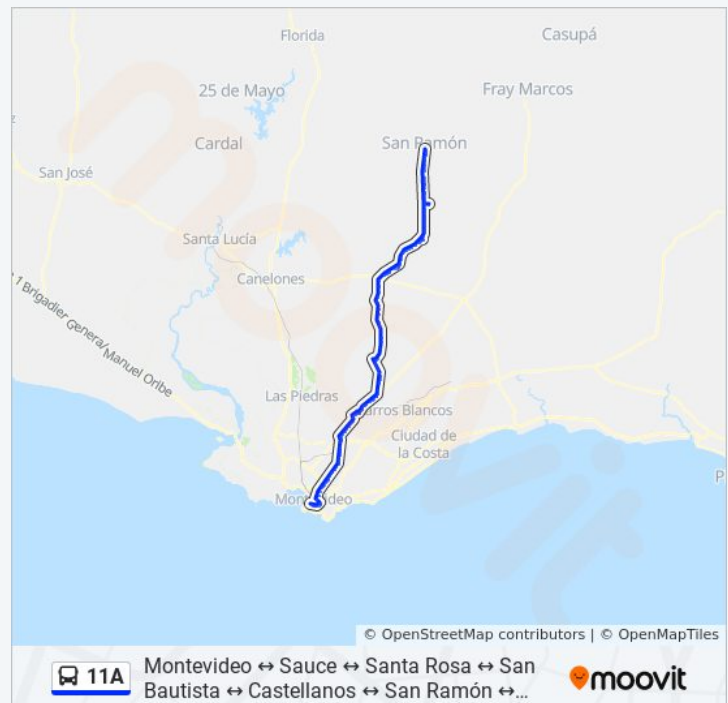 Florida
Casupá
25 de Mayo
Fray Marcos
Cardal
San Ramón
San José
Santa Lucía
Canelones
1 Brigadier General Manuel Oribe
Las Piedras
Barros Blancos
Ciudad de
la Costa
Montevideo
P
moovit
© OpenStreetMap contributors | © OpenMapTiles
11A
Montevideo ↔ Sauce ↔ Santa Rosa ↔ San
Bautista ↔ Castellanos ↔ San Ramón ↔...
moovit